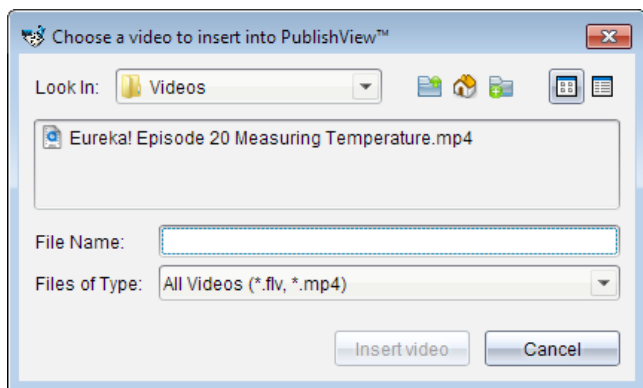 Choose a video to insert into PublishView™
Look In: Videos
Eureka! Episode 20 Measuring Temperature.mp4
File Name:
Files of Type: All Videos (*.flv, *.mp4)
Insert video Cancel